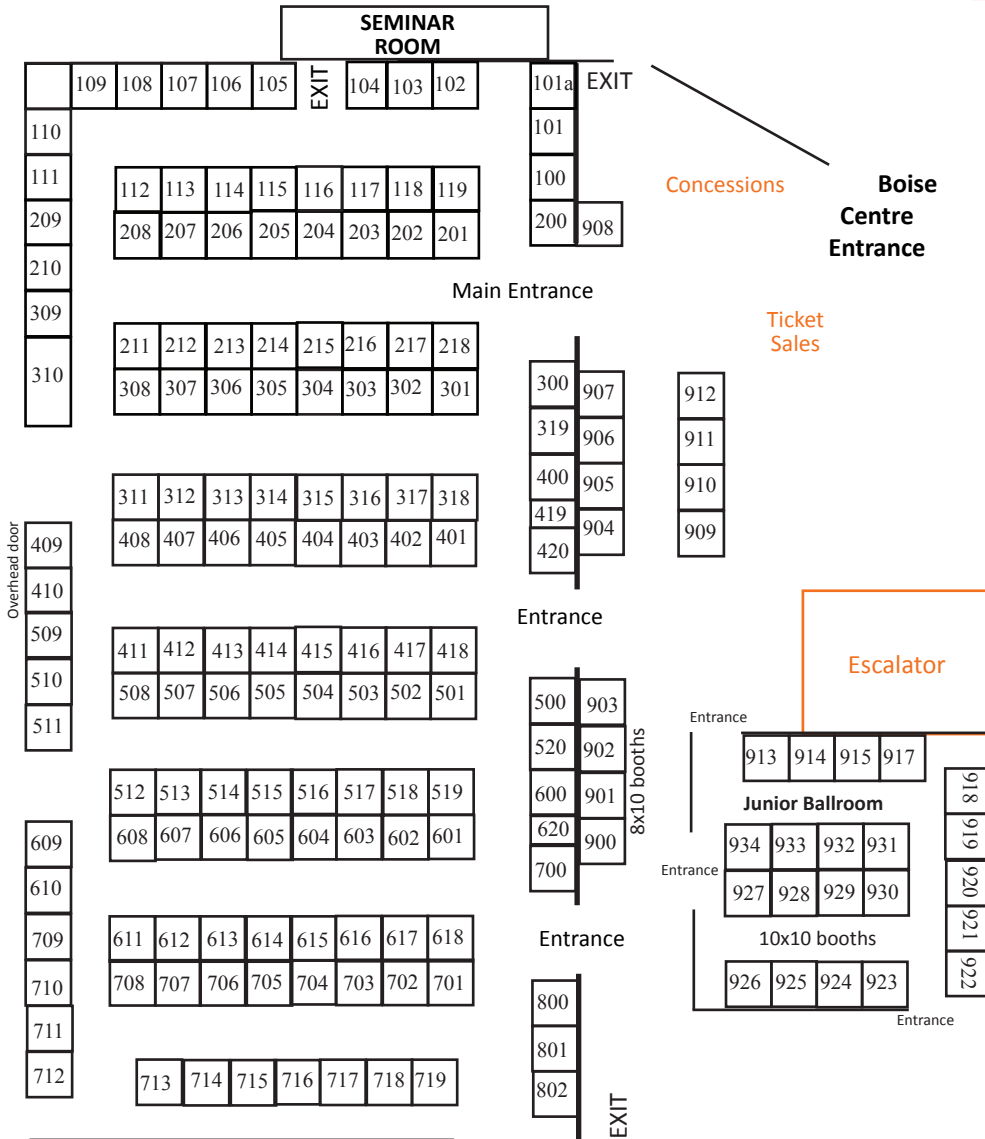 SEMINAR
ROOM
109 108 107 106 105 EXIT 104 103 102 101a EXIT
110 101
111 112 113 114 115 116 117 118 119 100 Concessions Boise
209 208 207 206 205 204 203 202 201 200 908 Centre
210 Entrance
Main Entrance
309 Ticket
Sales
310 211 212 213 214 215 216 217 218
308 307 306 305 304 303 302 301 300 907 912
319 906 911
311 312 313 314 315 316 317 318 400 905 910
419
408 407 406 405 404 403 402 401 904 909
Overhead door 409 420
410
509 Entrance
411 412 413 414 415 416 417 418 Escalator
510 508 507 506 505 504 503 502 501 500 903
511 Entrance
520 902 8x10 booths 913 914 915 917
512 513 514 515 516 517 518 519 600 901 Junior Ballroom 918
609 608 607 606 605 604 603 602 601 620 900 934 933 932 931 919
610 700 Entrance 927 928 929 930 920
709 611 612 613 614 615 616 617 618 Entrance 10x10 booths 921
710 708 707 706 705 704 703 702 701 800 926 925 924 923 922
Entrance
711 801
712 713 714 715 716 717 718 719 802 EXIT